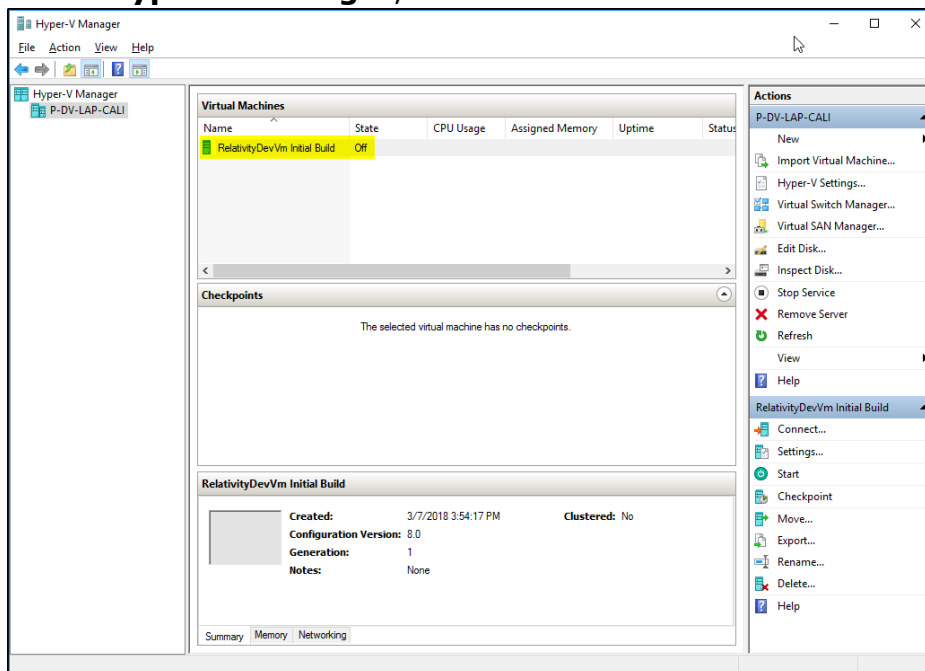 Hyper-V Manager
File Action View Help
Hyper-V Manager
P-DV-LAP-CALI
Virtual Machines
Name State CPU Usage Assigned Memory Uptime Status
RelativityDevVm Initial Build Off
Checkpoints
The selected virtual machine has no checkpoints.
RelativityDevVm Initial Build
Created: 3/7/2018 3:54:17 PM Clustered: No
Configuration Version: 8.0
Generation: 1
Notes: None
Summary Memory Networking
Actions
P-DV-LAP-CALI
New
Import Virtual Machine...
Hyper-V Settings...
Virtual Switch Manager...
Virtual SAN Manager...
Edit Disk...
Inspect Disk...
Stop Service
Remove Server
Refresh
View
Help
RelativityDevVm Initial Build
Connect...
Settings...
Start
Checkpoint
Move...
Export...
Rename...
Delete...
Help